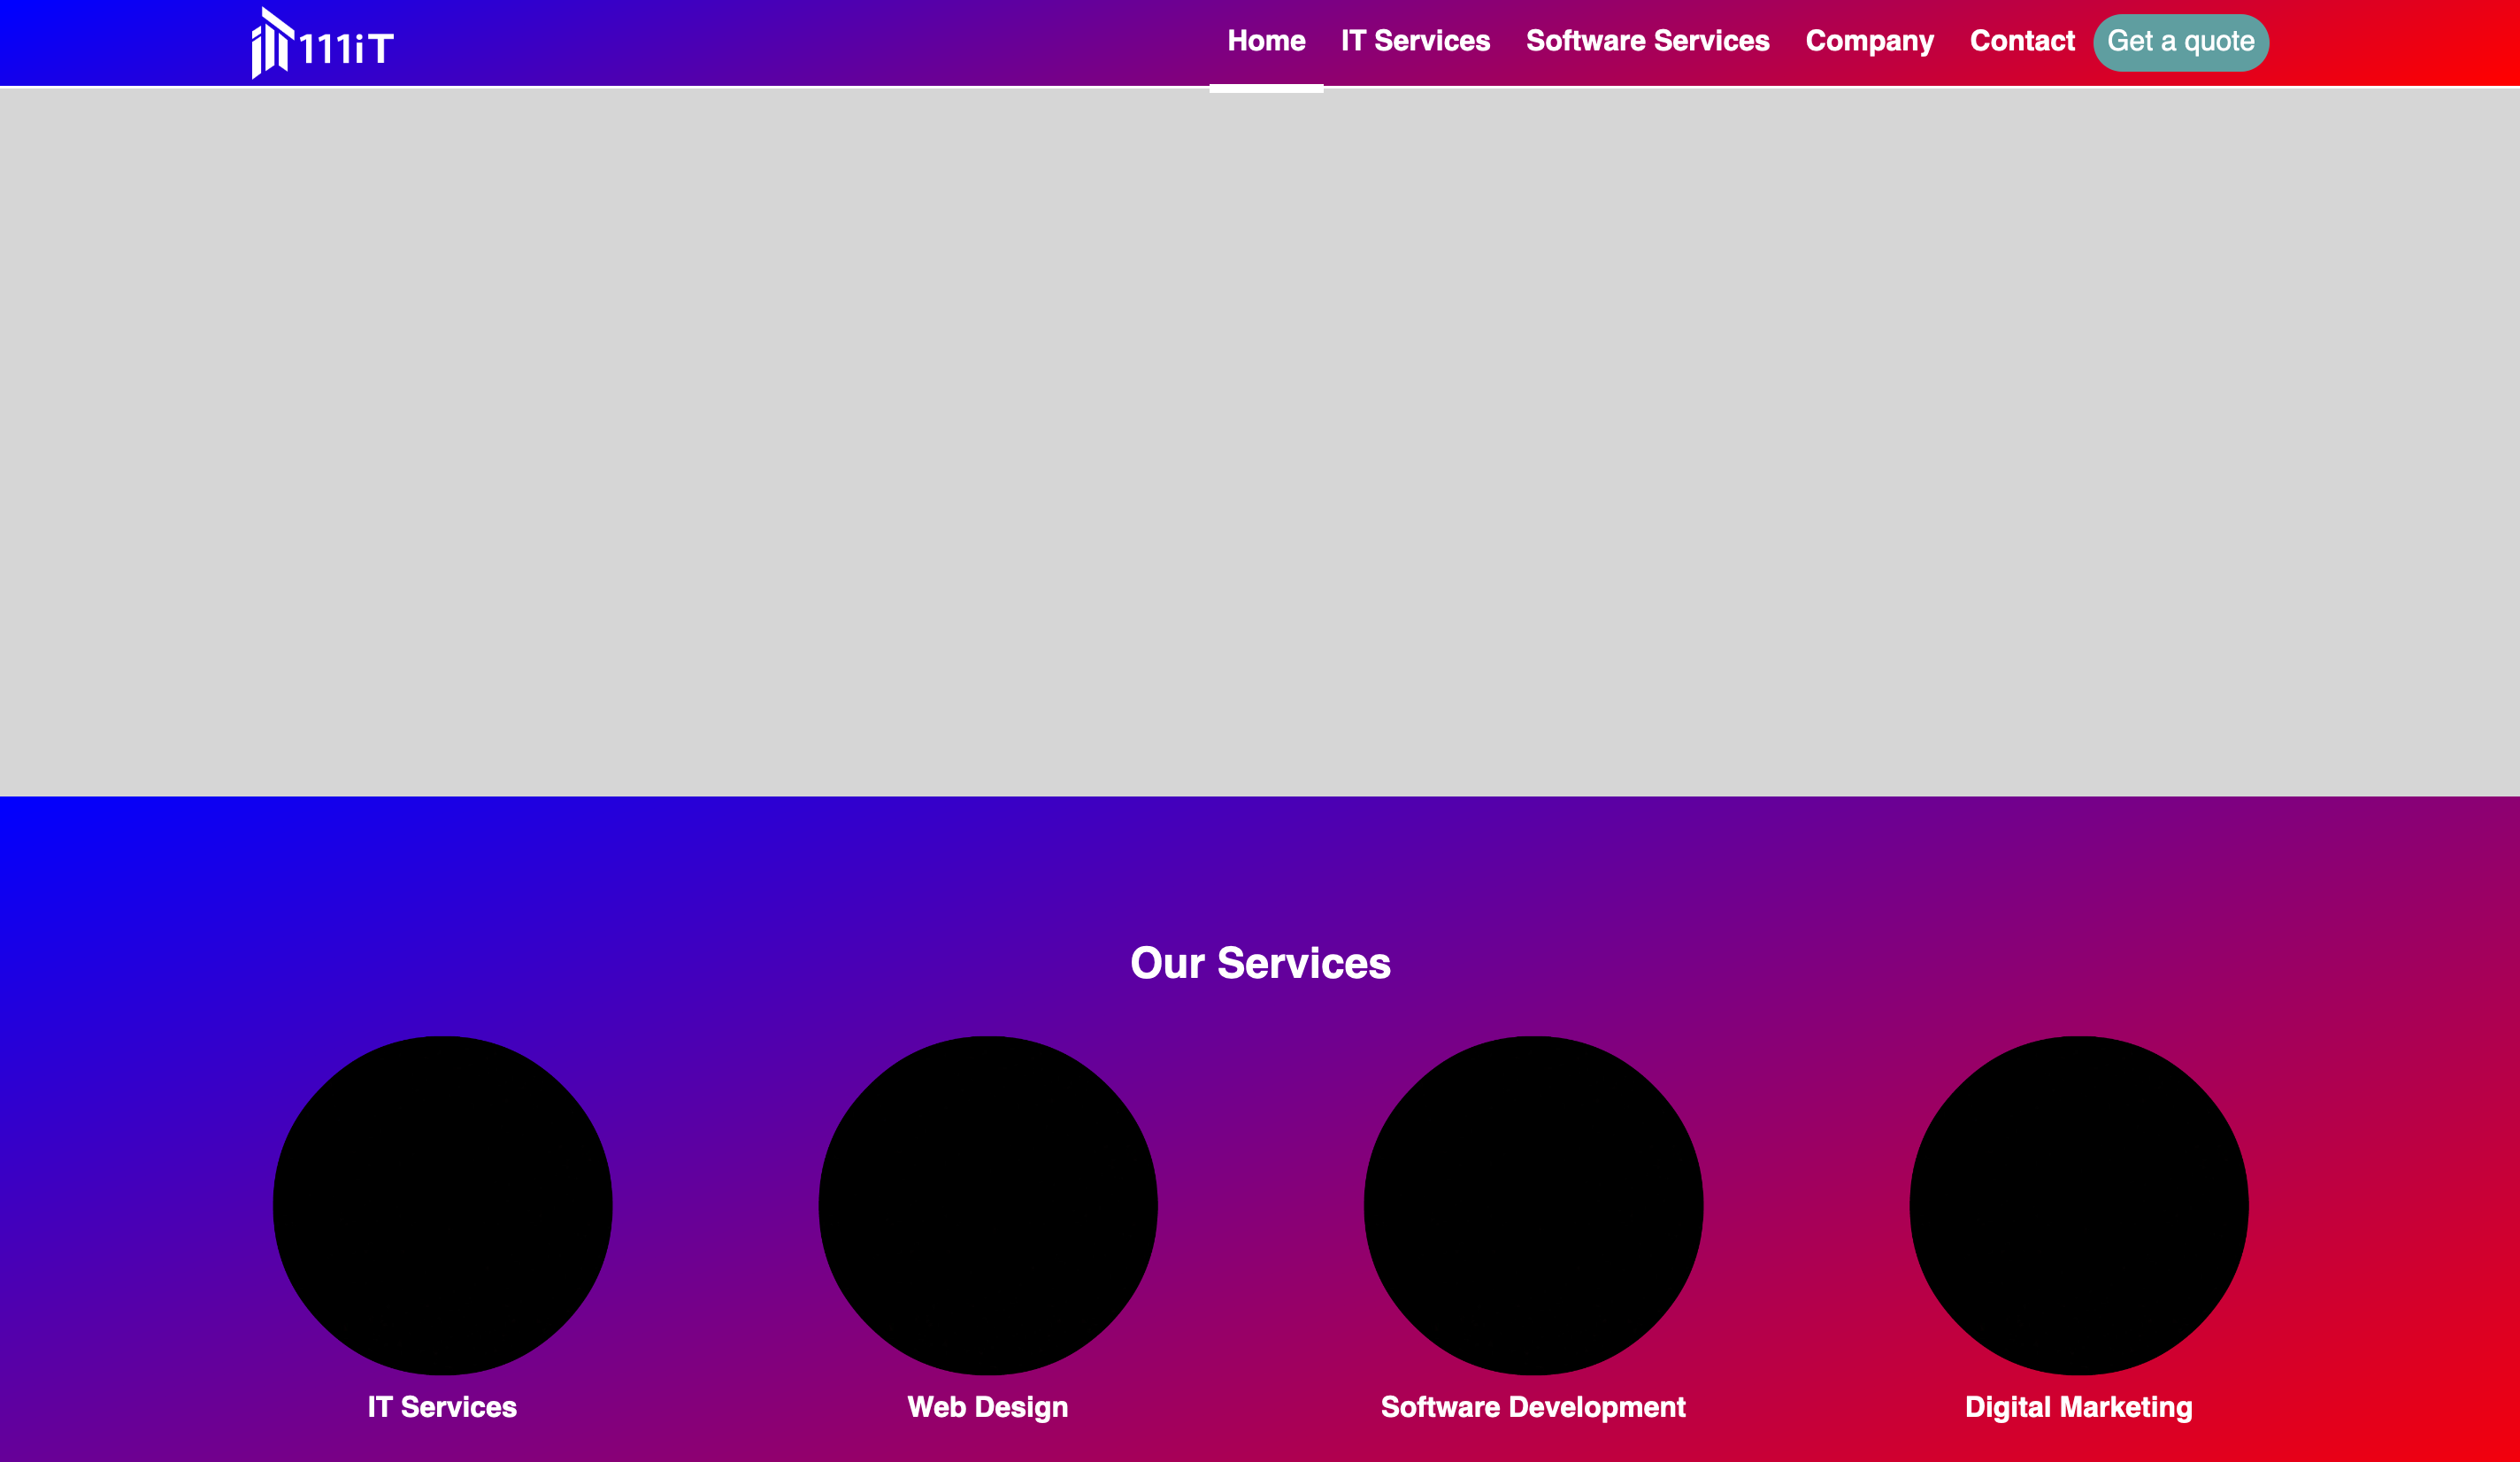 111iT
Home IT Services Software Services Company Contact Get a quote
Our Services
IT Services Web Design Software Development Digital Marketing